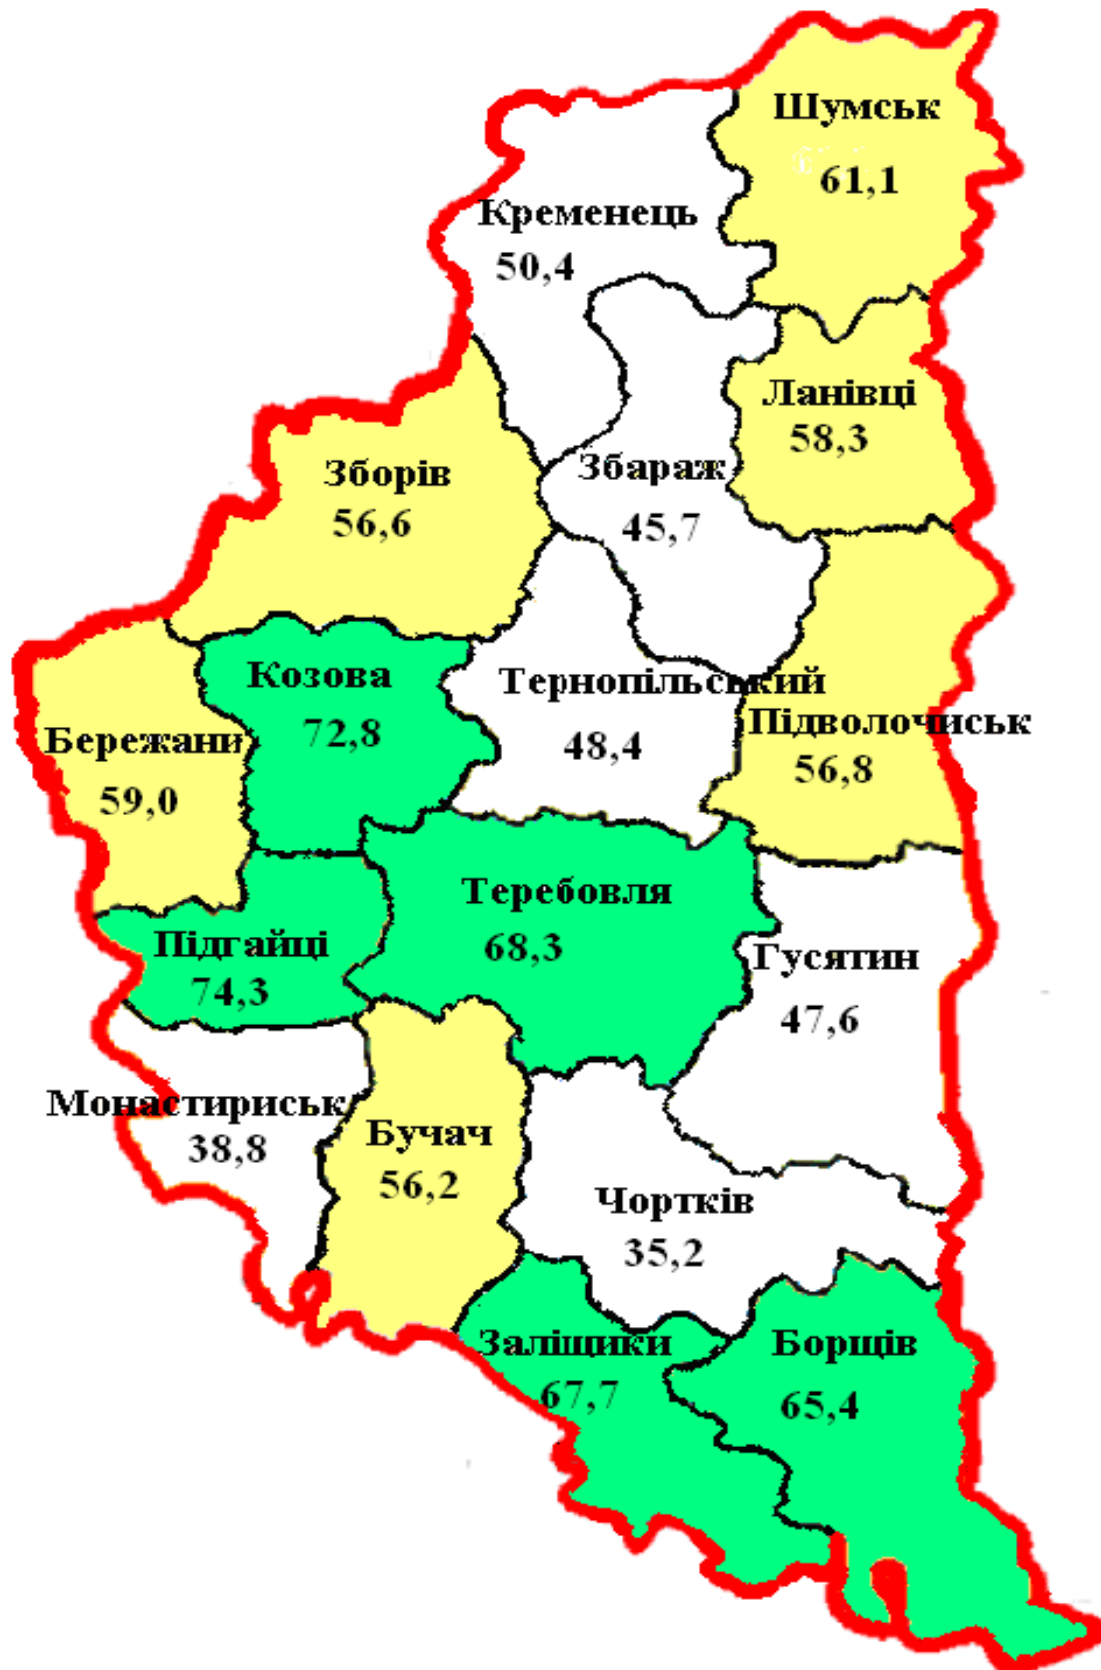 Шумськ
61,1
Кременець
50,4
Ланівці
58,3
Збараж
45,7
Зборів
56,6
Козова
72,8
Тернопільський
48,4
Підволочиськ
56,8
Бережани
59,0
Теребовля
68,3
Підгайці
74,3
Гусятин
47,6
Монастириськ
38,8
Бучач
56,2
Чортків
35,2
Заліщики
67,7
Борщів
65,4